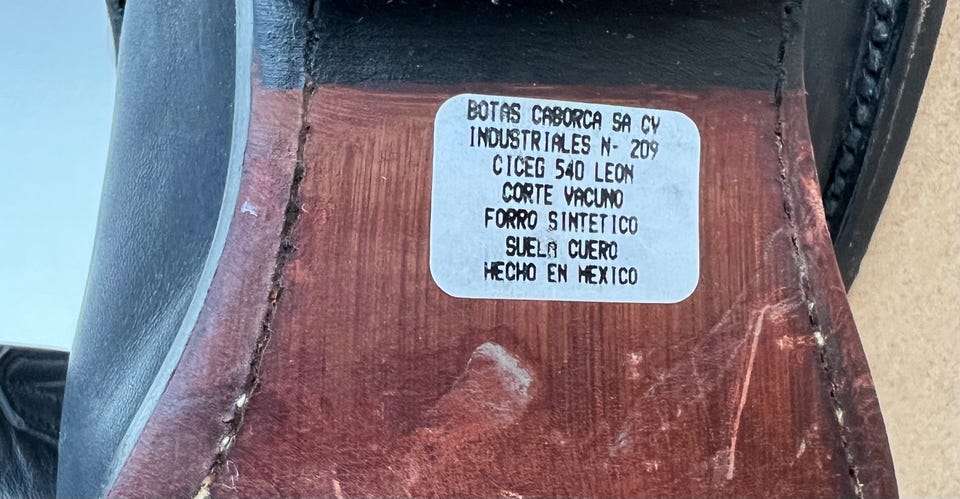 BOTAS CABORCA SA CV
INDUSTRIALES N- 209
CICEG 540 LEON
CORTE VACUNO
FORRO SINTETICO
SUELA CUERO
HECHO EN MEXICO